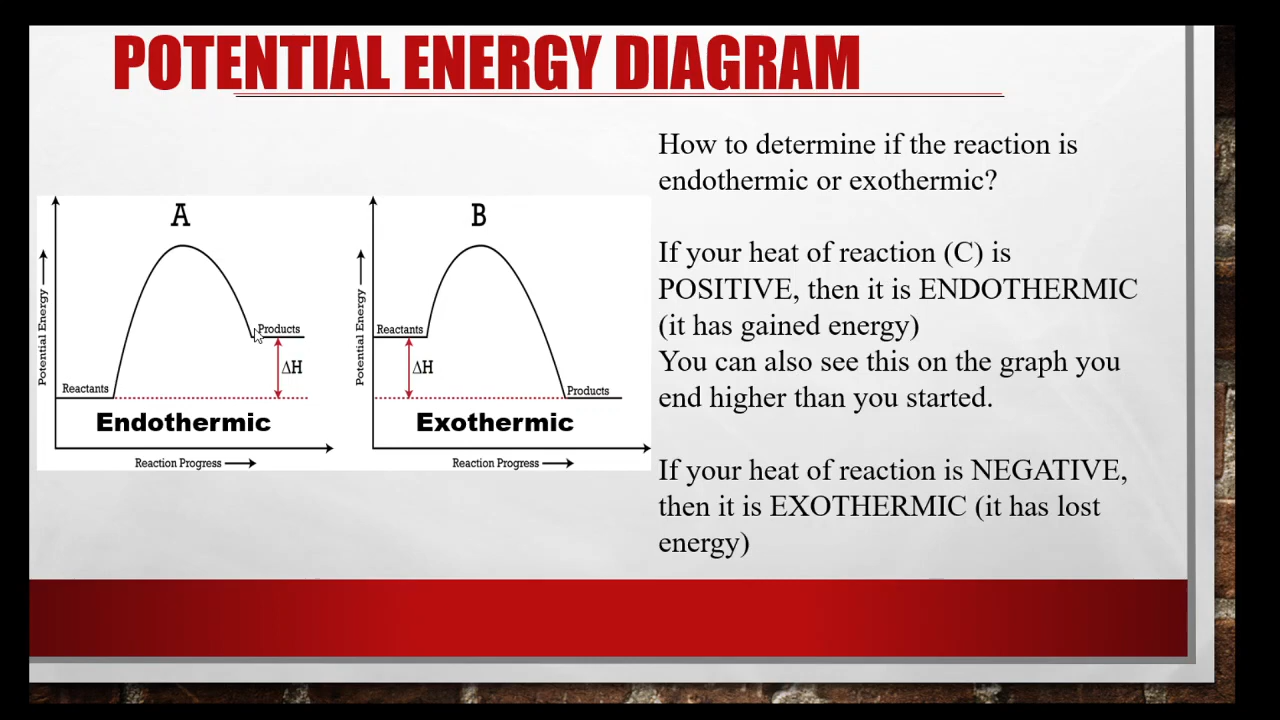 POTENTIAL ENERGY DIAGRAM
A
Potential Energy
Reactants
Products
ΔH
Endothermic
Reaction Progress
B
Potential Energy
Reactants
ΔH
Products
Exothermic
Reaction Progress
How to determine if the reaction is
endothermic or exothermic?
If your heat of reaction (C) is
POSITIVE, then it is ENDOTHERMIC
(it has gained energy)
You can also see this on the graph you
end higher than you started.
If your heat of reaction is NEGATIVE,
then it is EXOTHERMIC (it has lost
energy)